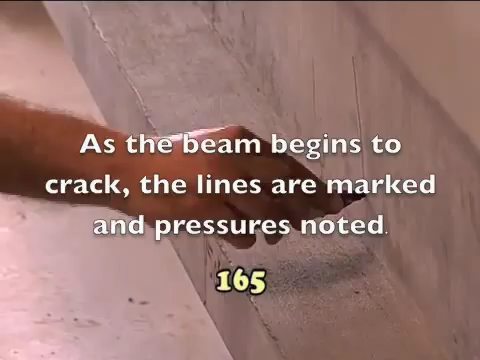 As the beam begins to
crack, the lines are marked
and pressures noted.
165